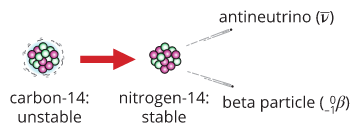 antineutrino (ν̅)
carbon-14:
unstable
nitrogen-14:
stable
beta particle (⁰₋₁β)